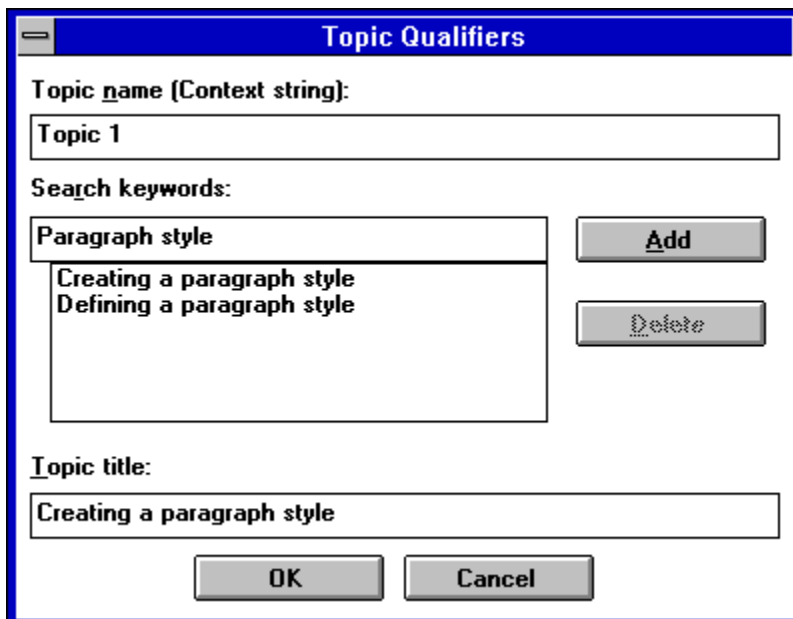 Topic Qualifiers
Topic name (Context string):
Topic 1
Search keywords:
Paragraph style
Add
Creating a paragraph style
Defining a paragraph style
Delete
Topic title:
Creating a paragraph style
OK Cancel